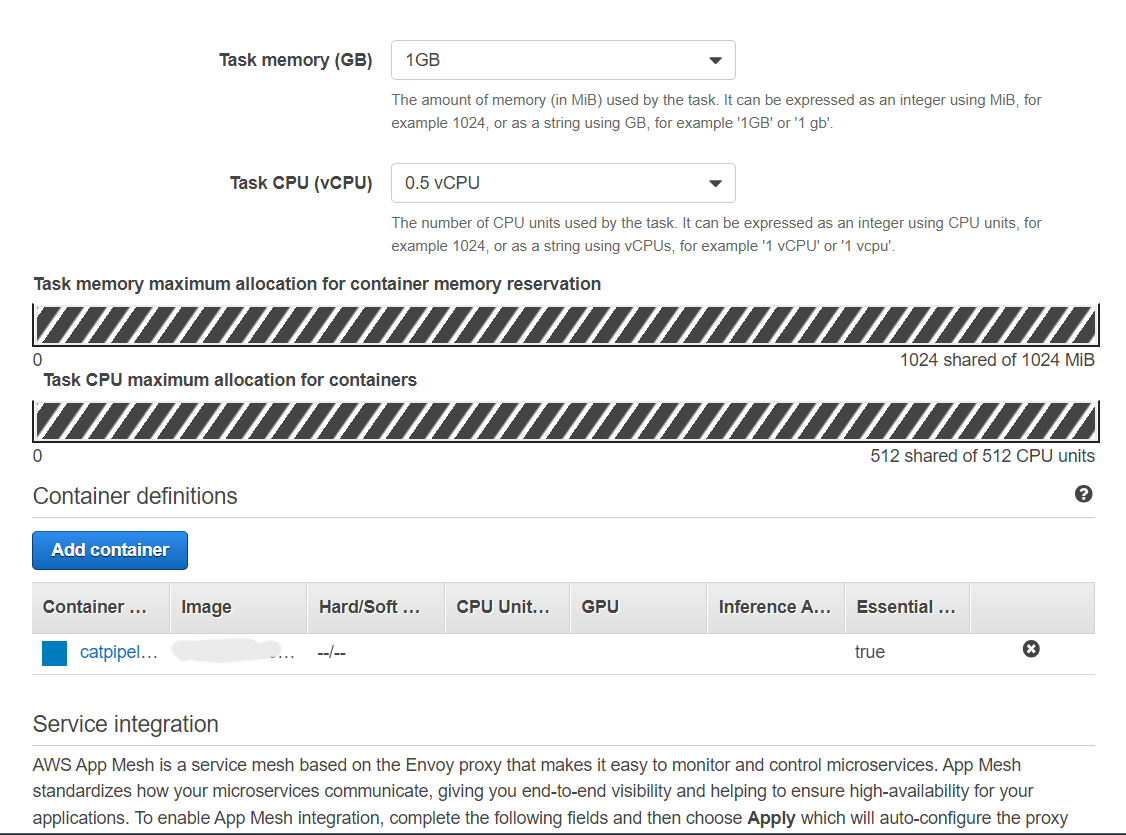 Task memory (GB)
1GB
The amount of memory (in MiB) used by the task. It can be expressed as an integer using MiB, for
example 1024, or as a string using GB, for example '1GB' or '1 gb'.
Task CPU (vCPU)
0.5 vCPU
The number of CPU units used by the task. It can be expressed as an integer using CPU units, for
example 1024, or as a string using vCPUs, for example '1 vCPU' or '1 vcpu'.
Task memory maximum allocation for container memory reservation
0 1024 shared of 1024 MiB
Task CPU maximum allocation for containers
0 512 shared of 512 CPU units
Container definitions
Add container
Container ... Image Hard/Soft ... CPU Unit... GPU Inference A... Essential ...
catpipel... ... --/-- true
Service integration
AWS App Mesh is a service mesh based on the Envoy proxy that makes it easy to monitor and control microservices. App Mesh
standardizes how your microservices communicate, giving you end-to-end visibility and helping to ensure high-availability for your
applications. To enable App Mesh integration, complete the following fields and then choose Apply which will auto-configure the proxy